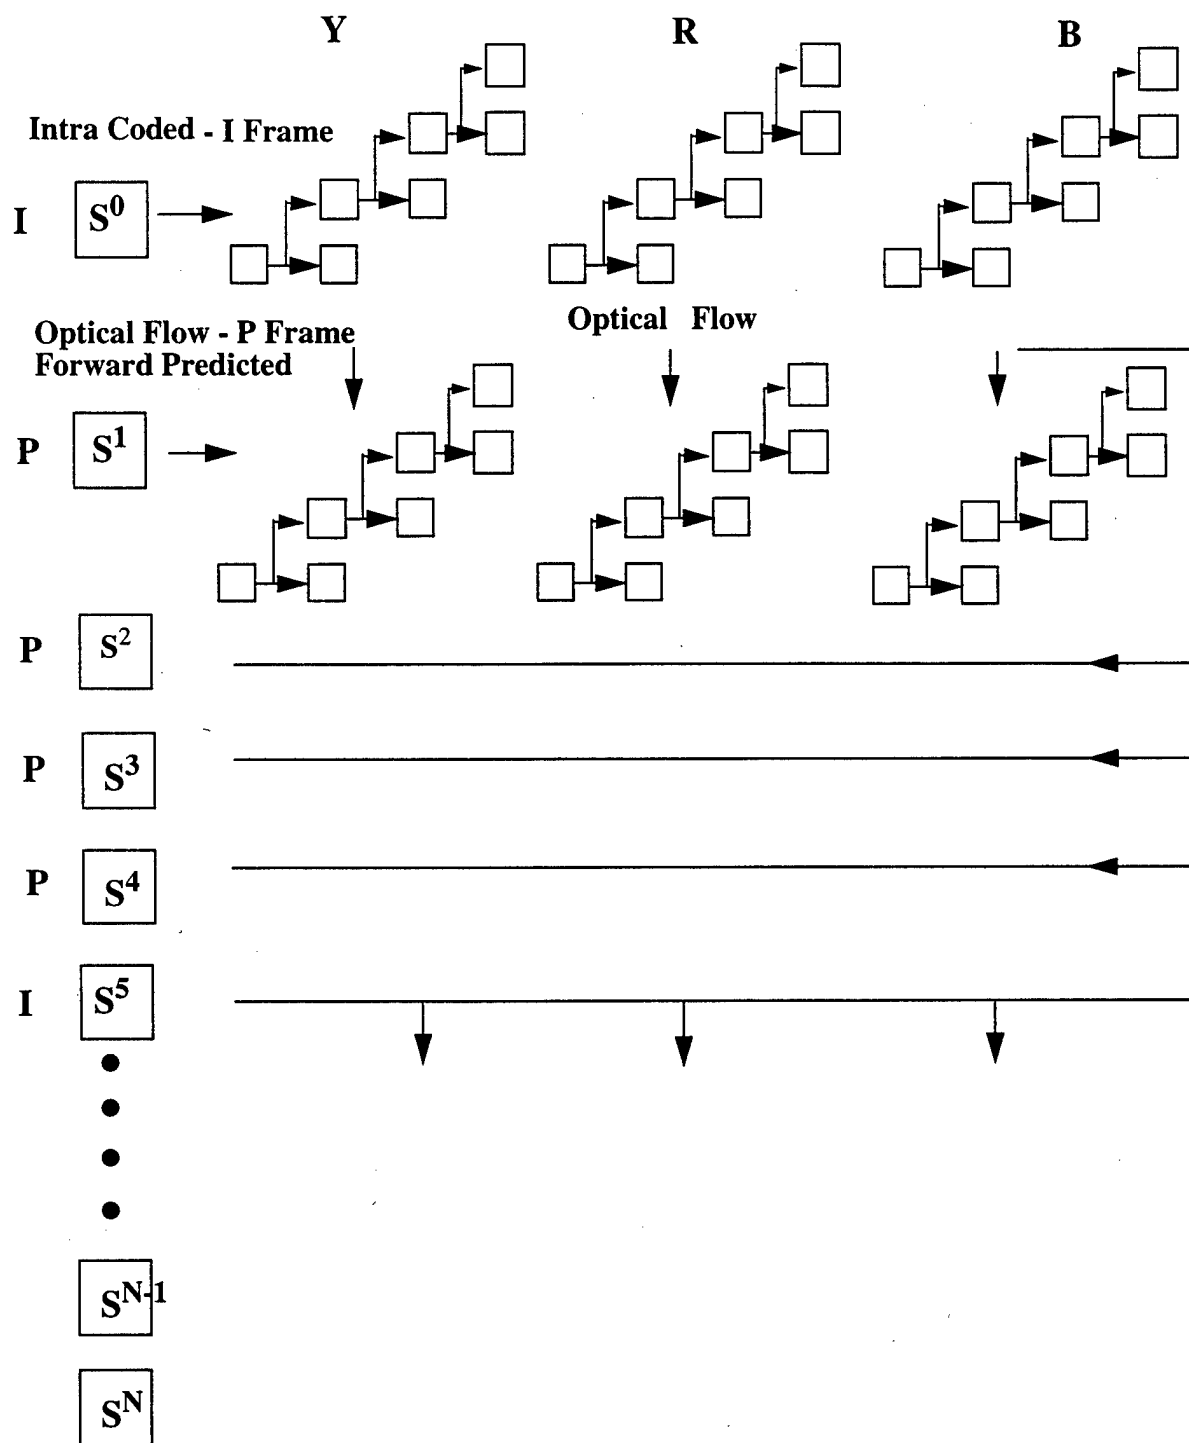 Y R B
Intra Coded - I Frame
I S⁰
Optical Flow - P Frame
Forward Predicted
Optical Flow
P S¹
P S²
P S³
P S⁴
I S⁵
Sᴺ⁻¹
Sᴺ